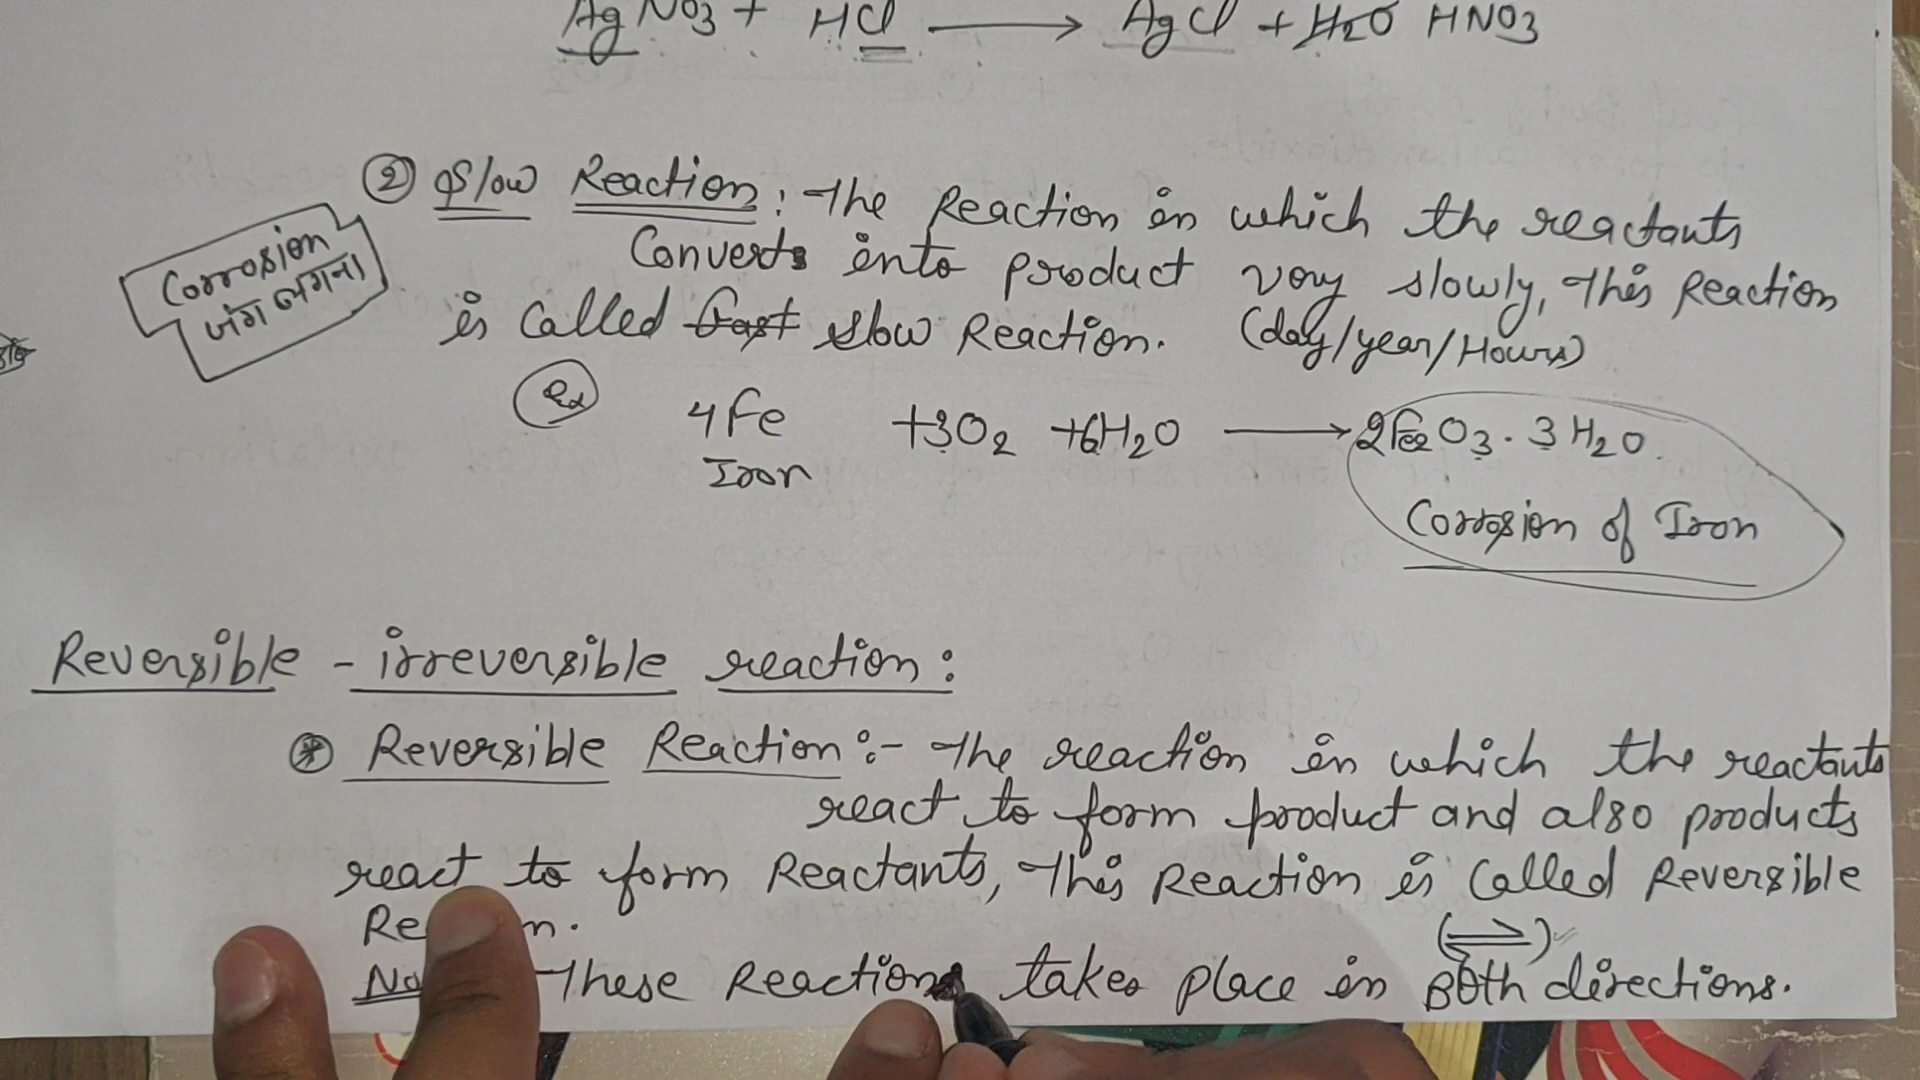 AgNO3 + HCl ⟶ AgCl + H2O HNO3
② Slow Reaction: The Reaction in which the reactants
Converts into product very slowly, This Reaction
is called fast slow Reaction. (day/year/Hours)
Corrosion
जंग लगना
Ex 4Fe +3O2 +6H2O ⟶ 2Fe2O3·3H2O.
Iron
Corrosion of Iron
Reversible - irreversible reaction:
* Reversible Reaction:- The reaction in which the reactants
react to form product and also products
react to form Reactants, This Reaction is called Reversible
Re n.
(⇌)
No These Reactions takes place in Both directions.